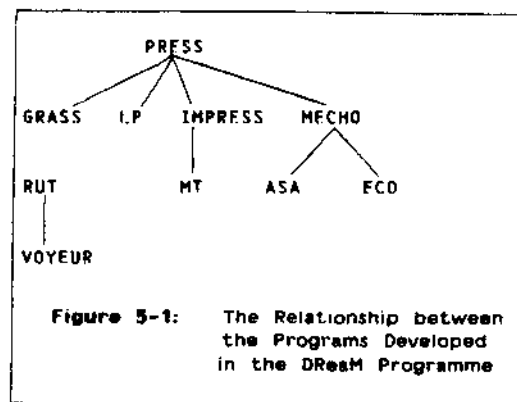 PRESS
GRASS LP IMPRESS MECHO
RUT MT ASA ECO
VOYEUR
Figure 5-1: The Relationship between
the Programs Developed
in the DReaM Programme